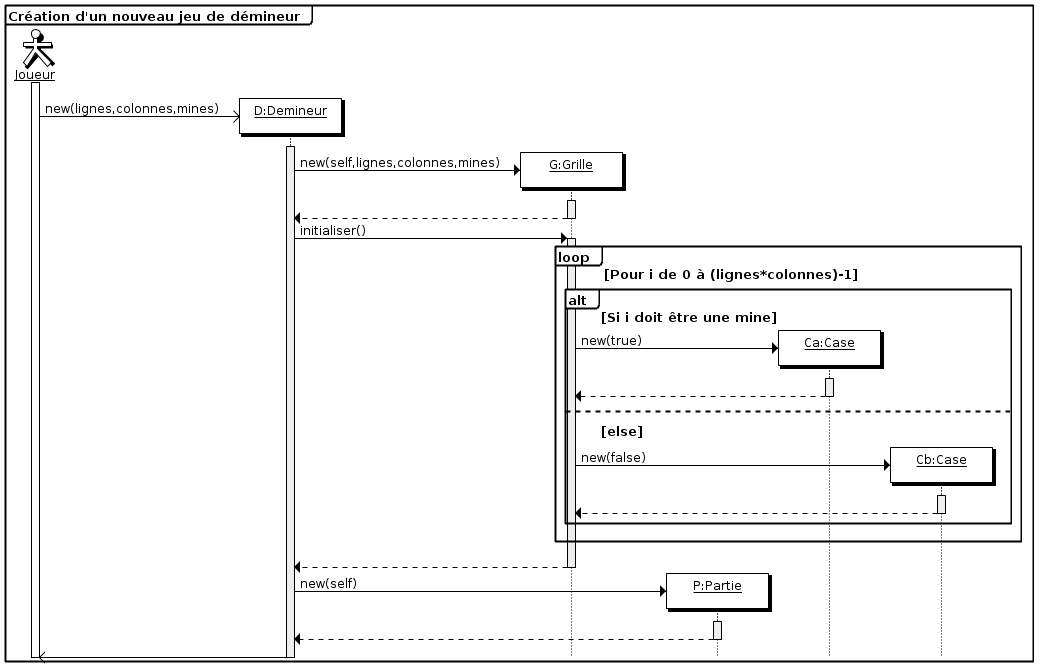 Création d'un nouveau jeu de démineur
Joueur
new(lignes,colonnes,mines)
D:Demineur
new(self,lignes,colonnes,mines)
G:Grille
initialiser()
loop
[Pour i de 0 à (lignes*colonnes)-1]
alt
[Si i doit être une mine]
new(true)
Ca:Case
[else]
new(false)
Cb:Case
new(self)
P:Partie